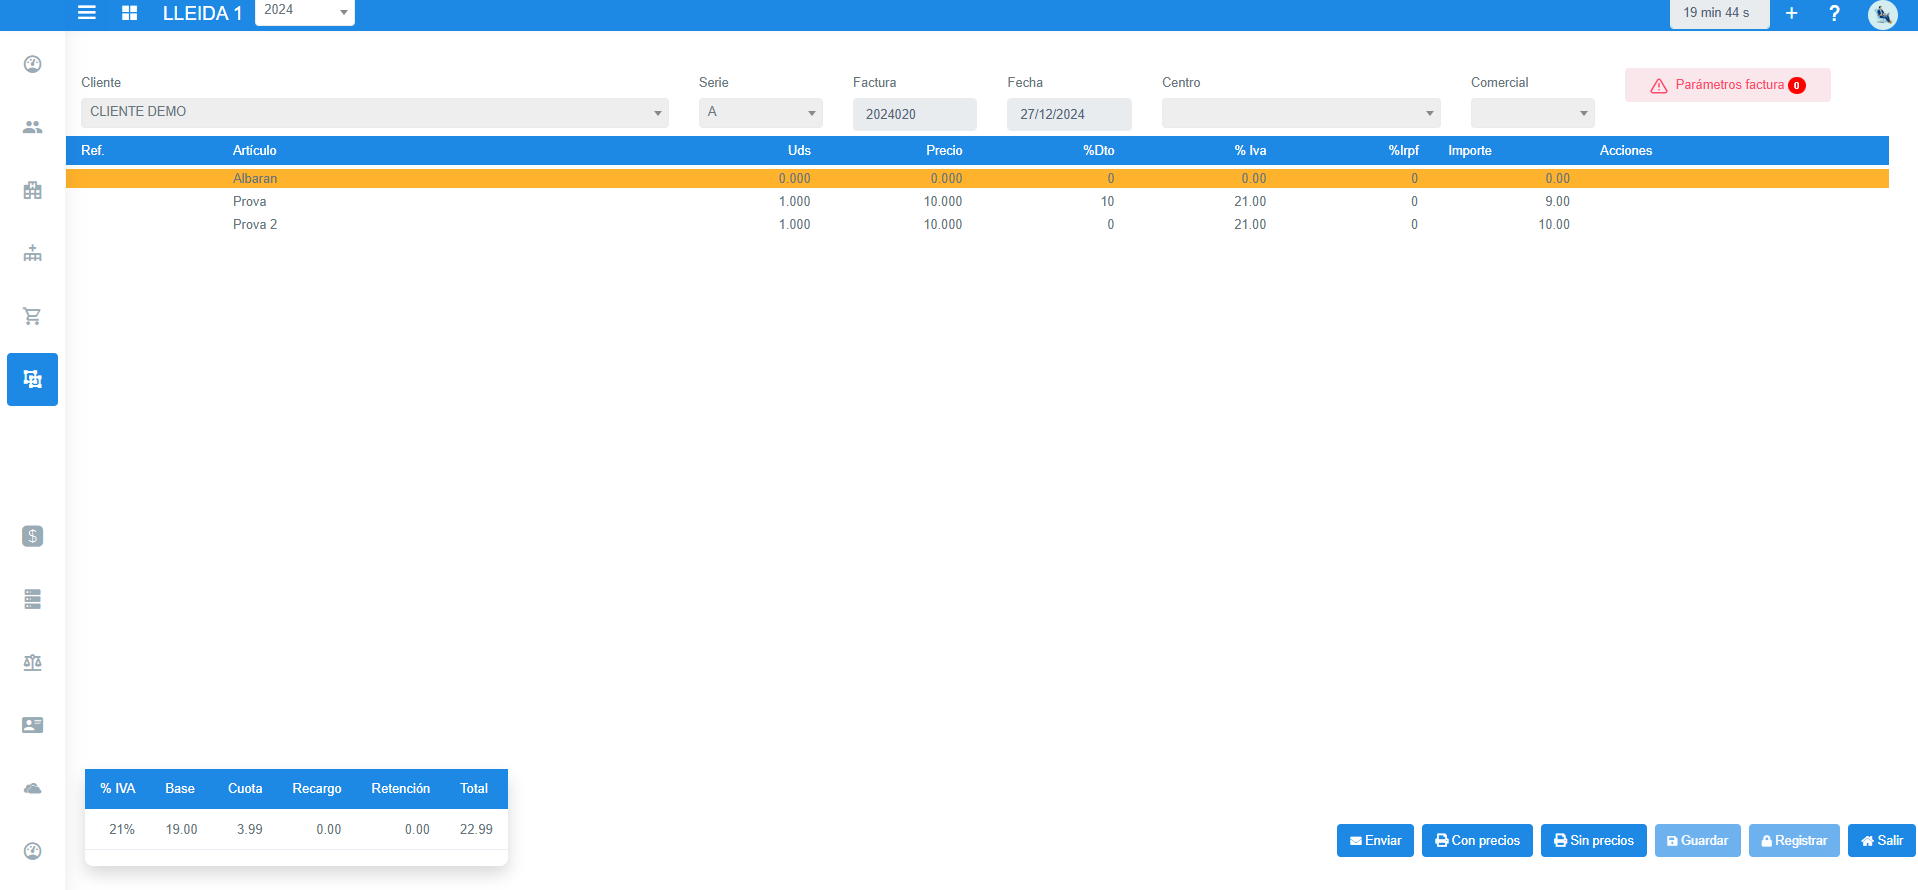 LLEIDA 1 2024 19 min 44 s + ?
Cliente Serie Factura Fecha Centro Comercial Parámetros factura 0
CLIENTE DEMO A 2024020 27/12/2024
Ref. Artículo Uds Precio %Dto % Iva %Irpf Importe Acciones
Albaran 0.000 0.000 0 0.00 0 0.00
Prova 1.000 10.000 10 21.00 0 9.00
Prova 2 1.000 10.000 0 21.00 0 10.00
% IVA Base Cuota Recargo Retención Total
21% 19.00 3.99 0.00 0.00 22.99
Enviar Con precios Sin precios Guardar Registrar Salir